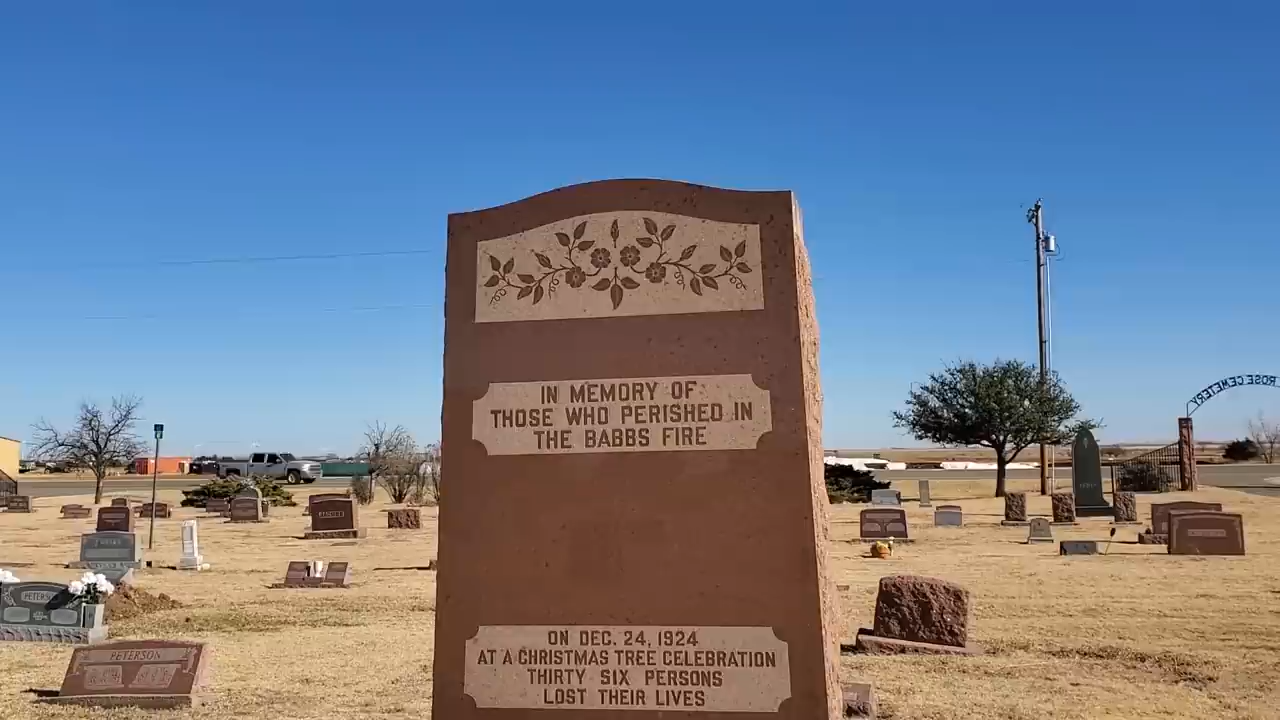 IN MEMORY OF
THOSE WHO PERISHED IN
THE BABBS FIRE
ON DEC. 24, 1924
AT A CHRISTMAS TREE CELEBRATION
THIRTY SIX PERSONS
LOST THEIR LIVES
ROSE CEMETERY
JACOBS
PETERSON
PETERSON